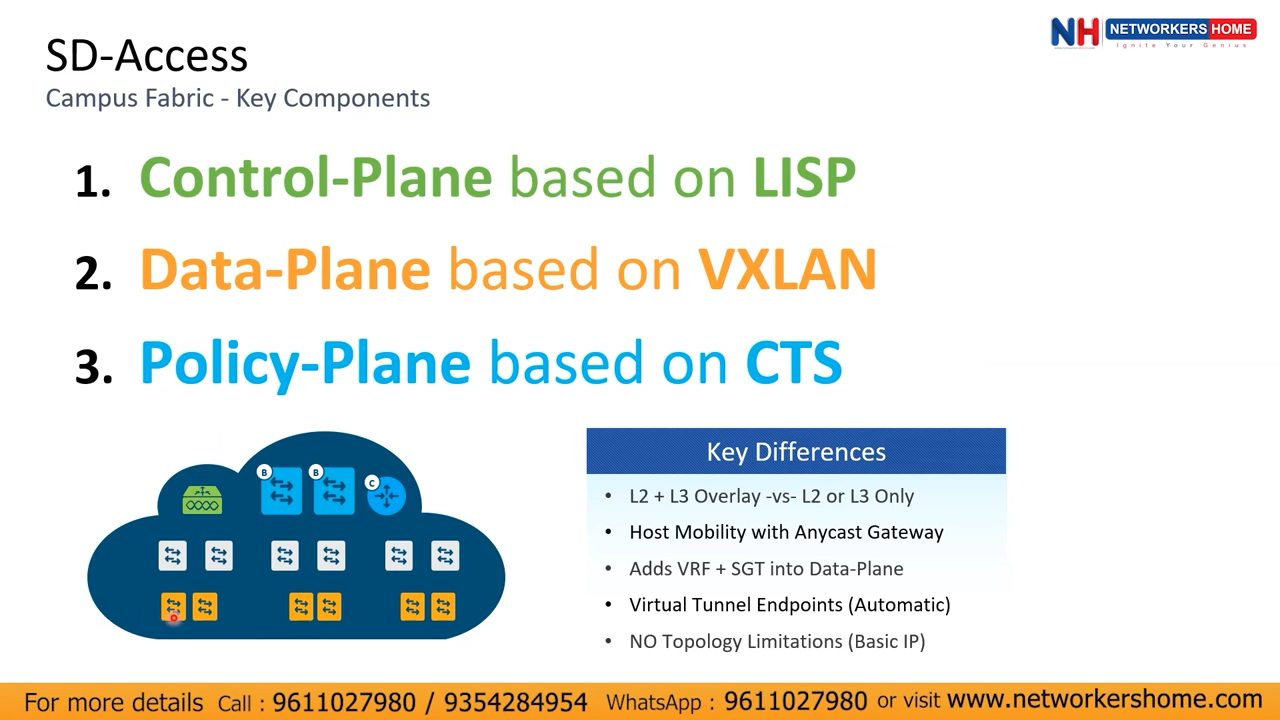 SD-Access
Campus Fabric - Key Components
NH NETWORKERS HOME
Ignite Your Genius
1. Control-Plane based on LISP
2. Data-Plane based on VXLAN
3. Policy-Plane based on CTS
B B C
Key Differences
• L2 + L3 Overlay -vs- L2 or L3 Only
• Host Mobility with Anycast Gateway
• Adds VRF + SGT into Data-Plane
• Virtual Tunnel Endpoints (Automatic)
• NO Topology Limitations (Basic IP)
For more details Call : 9611027980 / 9354284954 WhatsApp : 9611027980 or visit www.networkershome.com